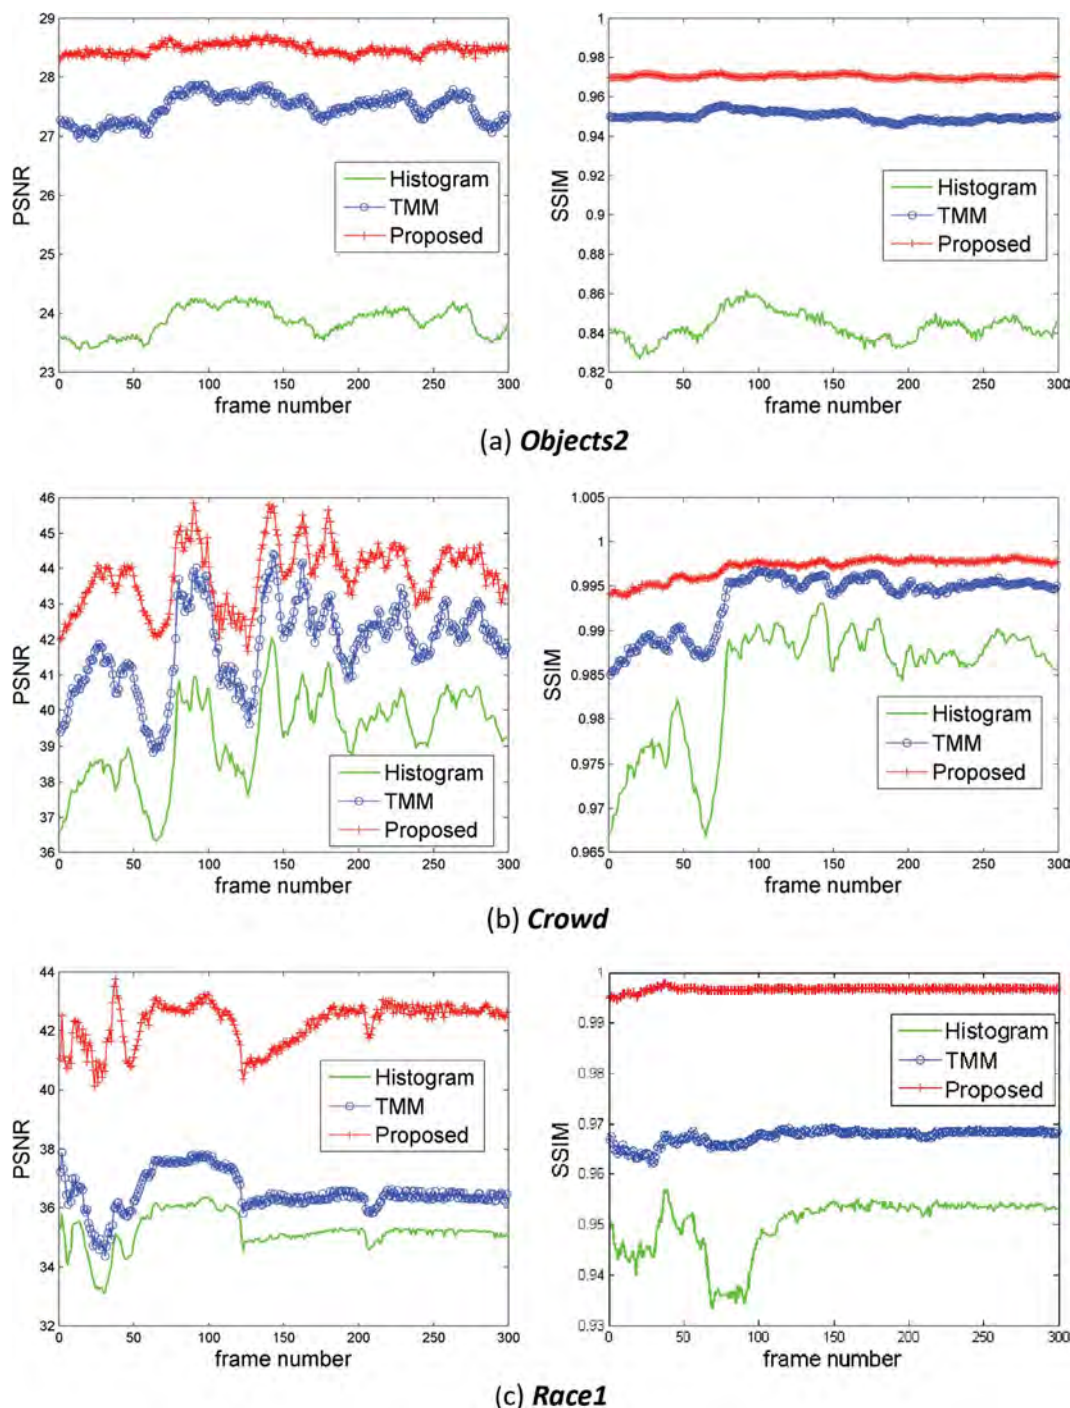 29
28
27
26
25
24
23
PSNR
Histogram
TMM
Proposed
0 50 100 150 200 250 300
frame number
1
0.98
0.96
0.94
0.92
0.9
0.88
0.86
0.84
0.82
SSIM
Histogram
TMM
Proposed
0 50 100 150 200 250 300
frame number
(a) Objects2
46
45
44
43
42
41
40
39
38
37
36
PSNR
Histogram
TMM
Proposed
0 50 100 150 200 250 300
frame number
1.005
1
0.995
0.99
0.985
0.98
0.975
0.97
0.965
SSIM
Histogram
TMM
Proposed
0 50 100 150 200 250 300
frame number
(b) Crowd
44
42
40
38
36
34
32
PSNR
Histogram
TMM
Proposed
0 50 100 150 200 250 300
frame number
1
0.99
0.98
0.97
0.96
0.95
0.94
0.93
SSIM
Histogram
TMM
Proposed
0 50 100 150 200 250 300
frame number
(c) Race1